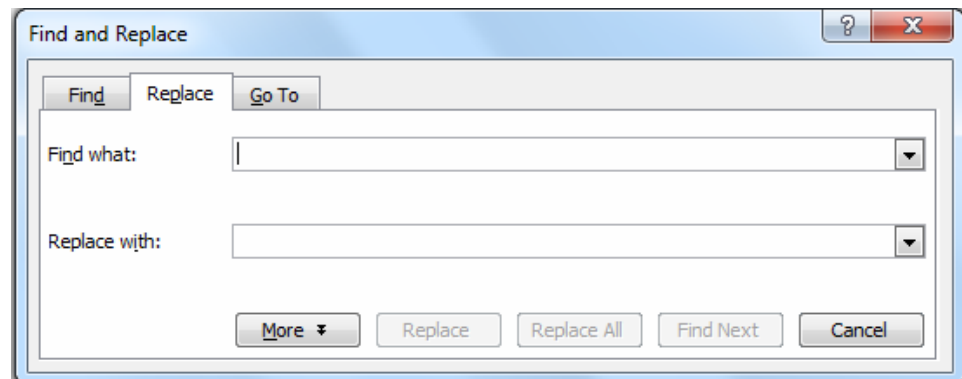 Find and Replace
Find Replace Go To
Find what:
Replace with:
More Replace Replace All Find Next Cancel